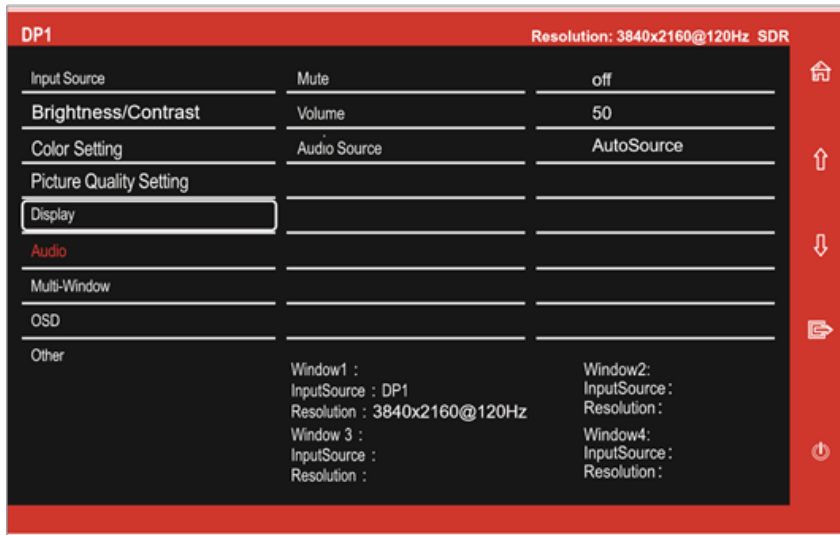 DP1 Resolution: 3840x2160@120Hz SDR
Input Source Mute off
Brightness/Contrast Volume 50
Color Setting Audio Source AutoSource
Picture Quality Setting
Display
Audio
Multi-Window
OSD
Other
Window1 : Window2:
InputSource : DP1 InputSource:
Resolution : 3840x2160@120Hz Resolution:
Window 3 : Window4:
InputSource : InputSource:
Resolution : Resolution: